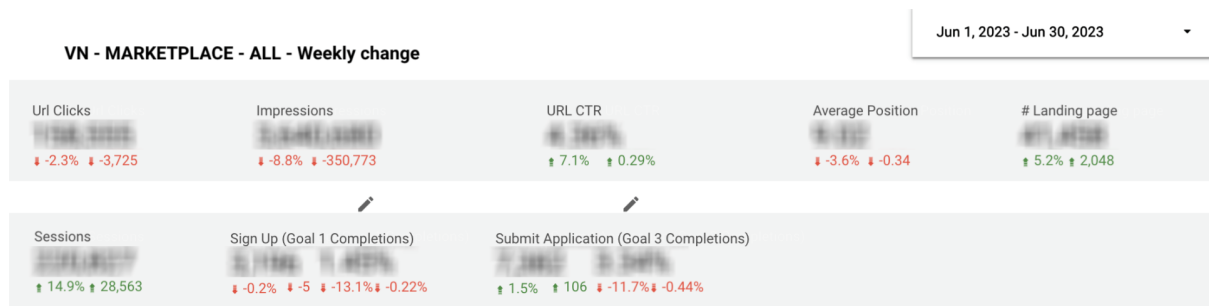 Jun 1, 2023 - Jun 30, 2023
VN - MARKETPLACE - ALL - Weekly change
Url Clicks Impressions URL CTR Average Position # Landing page
-2.3% -3,725 -8.8% -350,773 7.1% 0.29% -3.6% -0.34 5.2% 2,048
Sessions Sign Up (Goal 1 Completions) Submit Application (Goal 3 Completions)
14.9% 28,563 -0.2% -5 -13.1% -0.22% 1.5% 106 -11.7% -0.44%